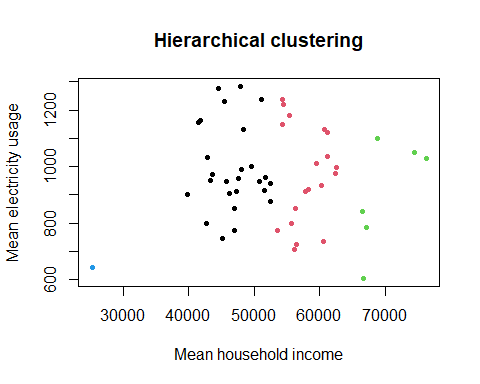 Hierarchical clustering
Mean electricity usage
600 800 1000 1200
30000 40000 50000 60000 70000
Mean household income